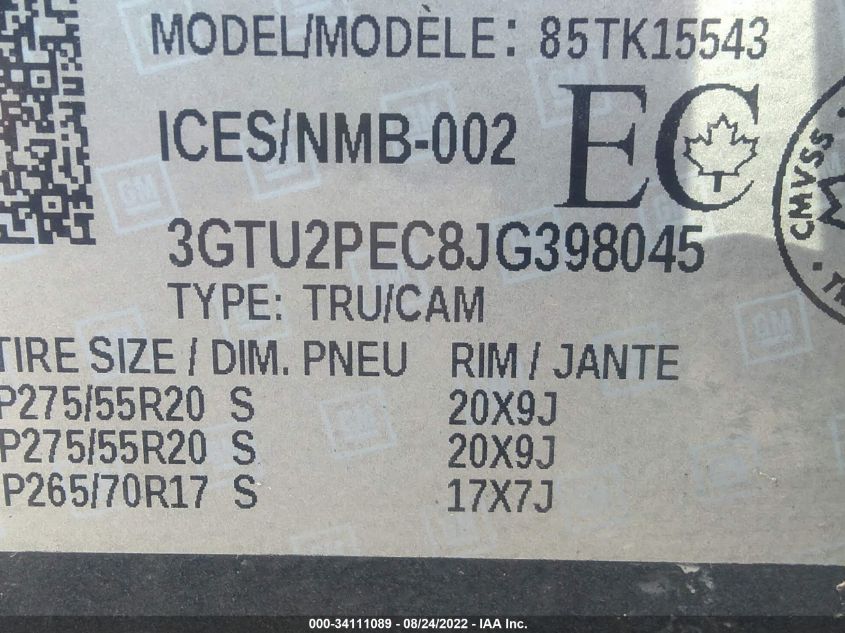 MODEL/MODÈLE: 85TK15543
ICES/NMB-002 EC
CMVSS
3GTU2PEC8JG398045
TYPE: TRU/CAM
TIRE SIZE / DIM. PNEU RIM / JANTE
P275/55R20 S 20X9J
P275/55R20 S 20X9J
P265/70R17 S 17X7J
GM
000-34111089 - 08/24/2022 - IAA Inc.